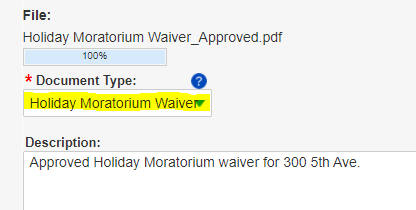 File:
Holiday Moratorium Waiver_Approved.pdf
100%
* Document Type: ?
Holiday Moratorium Waiver
Description:
Approved Holiday Moratorium waiver for 300 5th Ave.